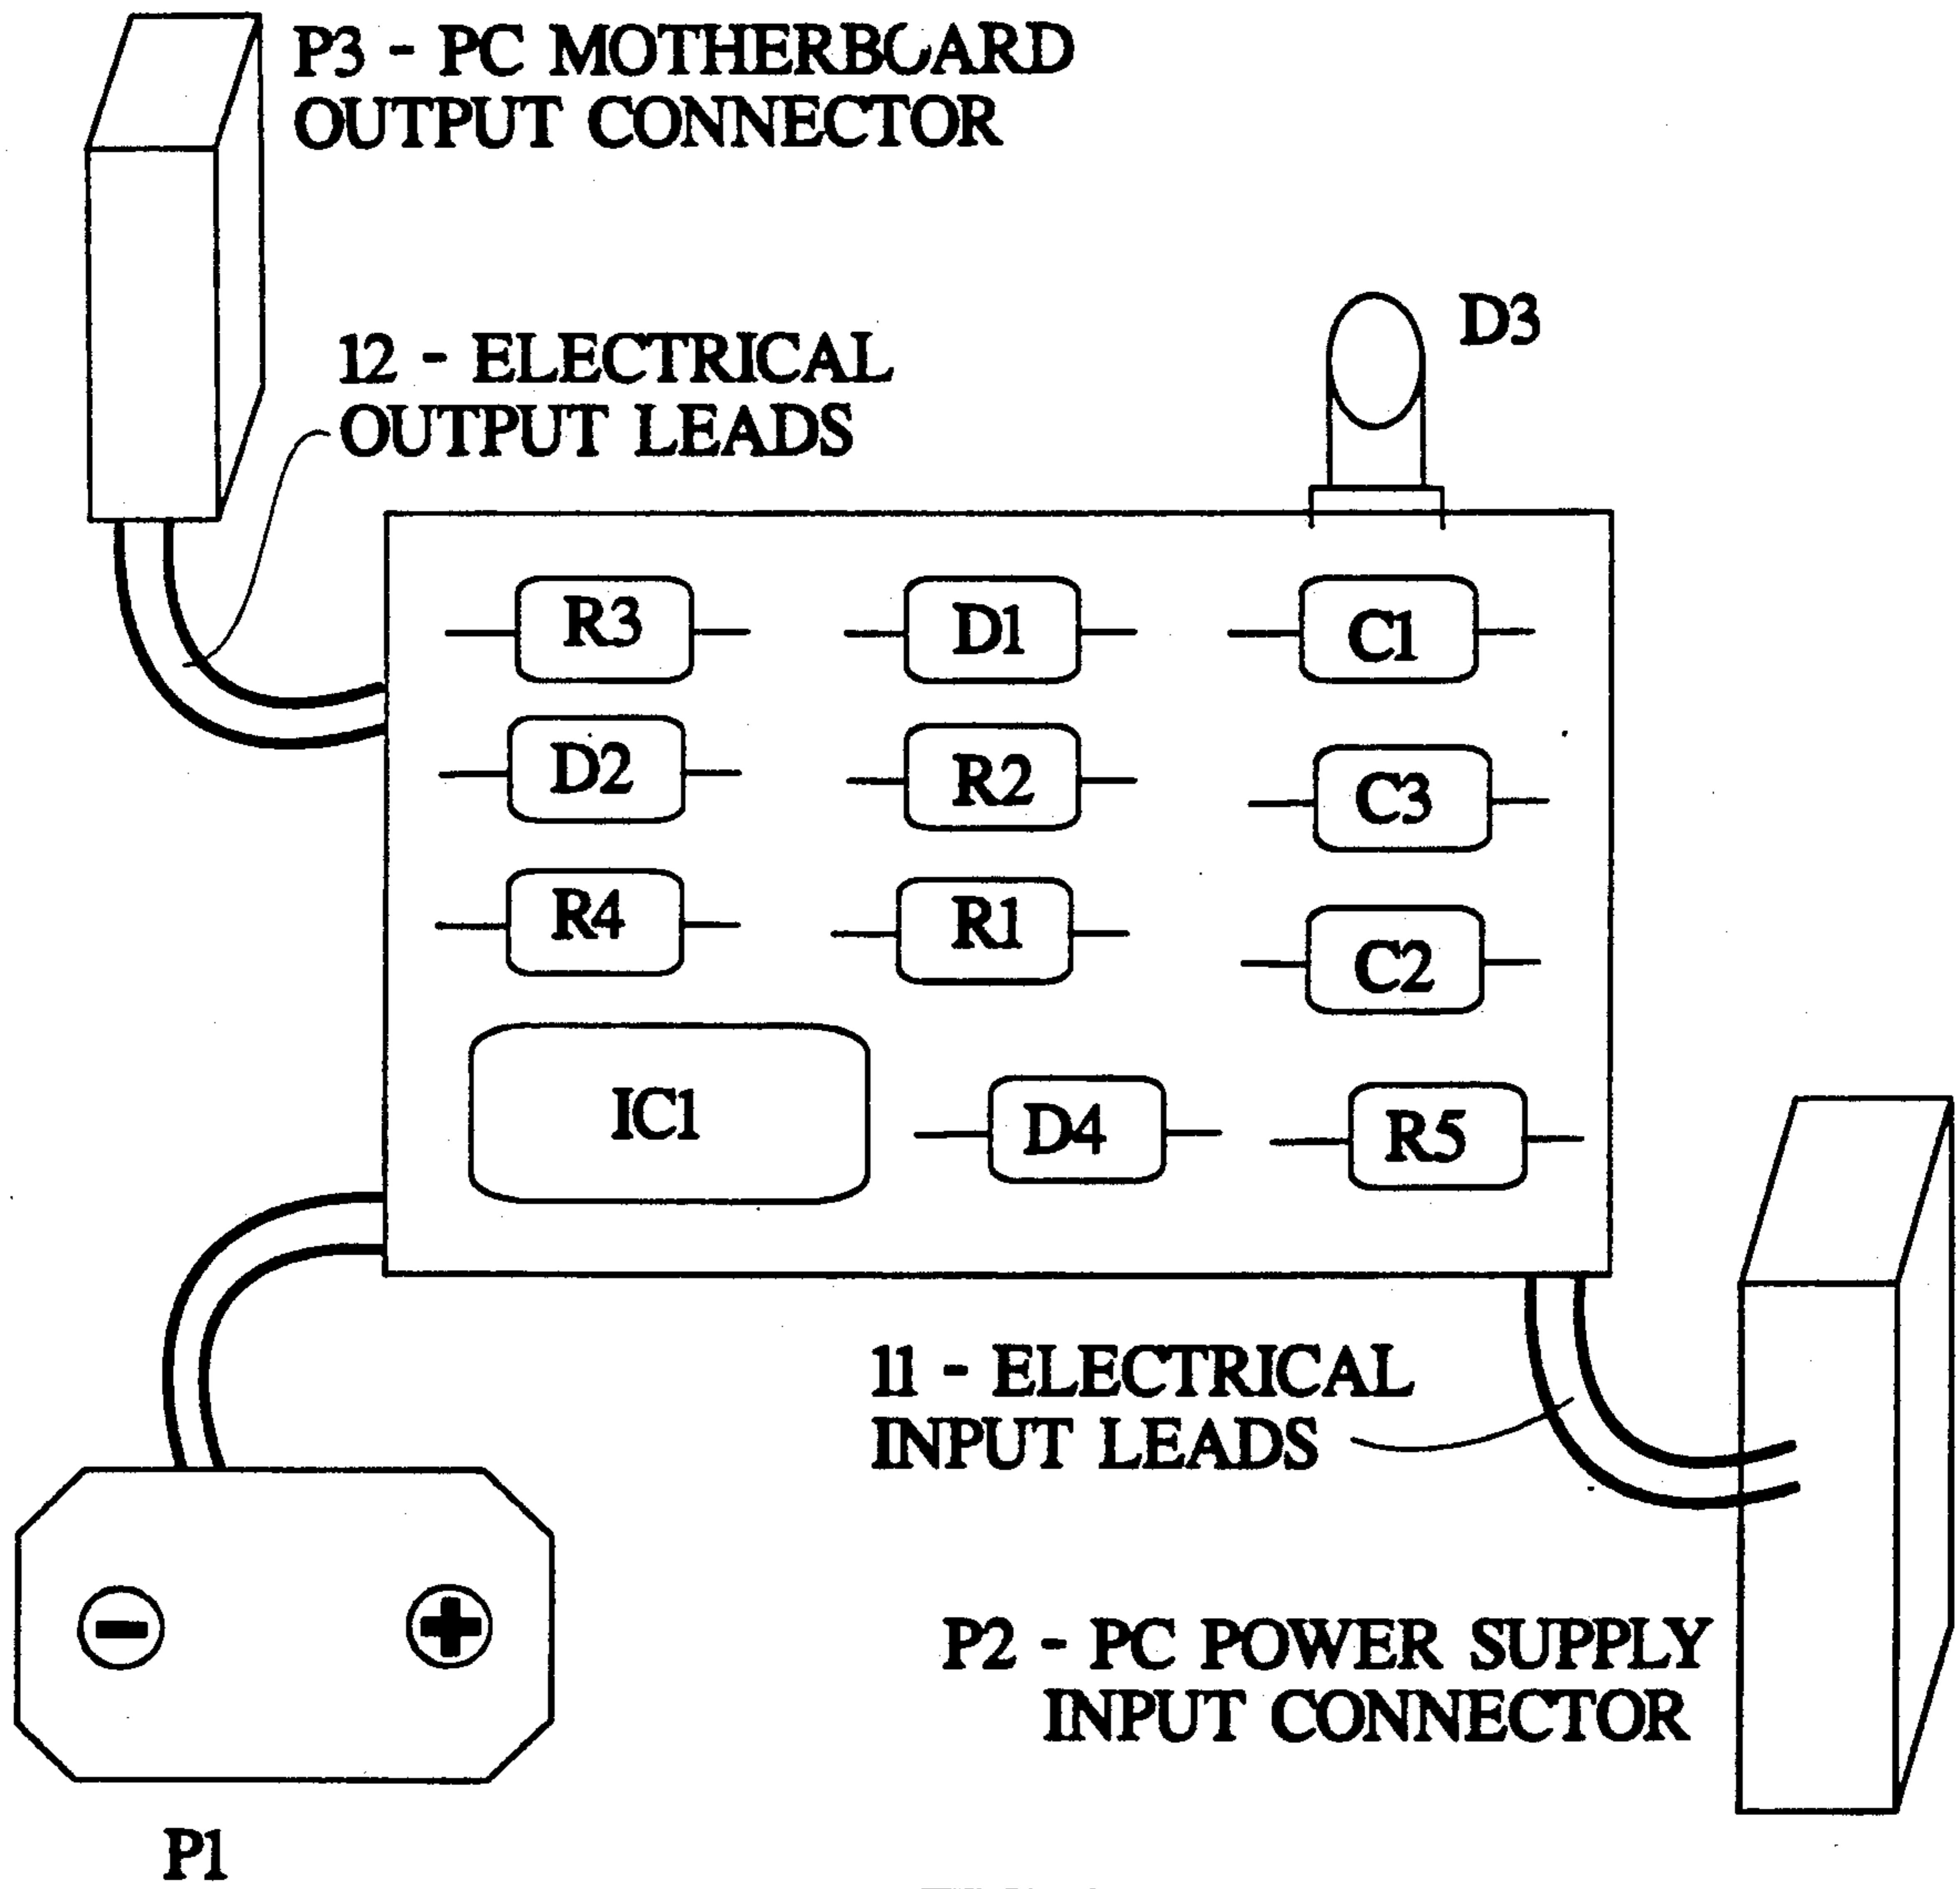 P3 - PC MOTHERBOARD
OUTPUT CONNECTOR
D3
12 - ELECTRICAL
OUTPUT LEADS
R3
D1
C1
D2
R2
C3
R4
R1
C2
IC1
D4
R5
11 - ELECTRICAL
INPUT LEADS
P2 - PC POWER SUPPLY
INPUT CONNECTOR
P1